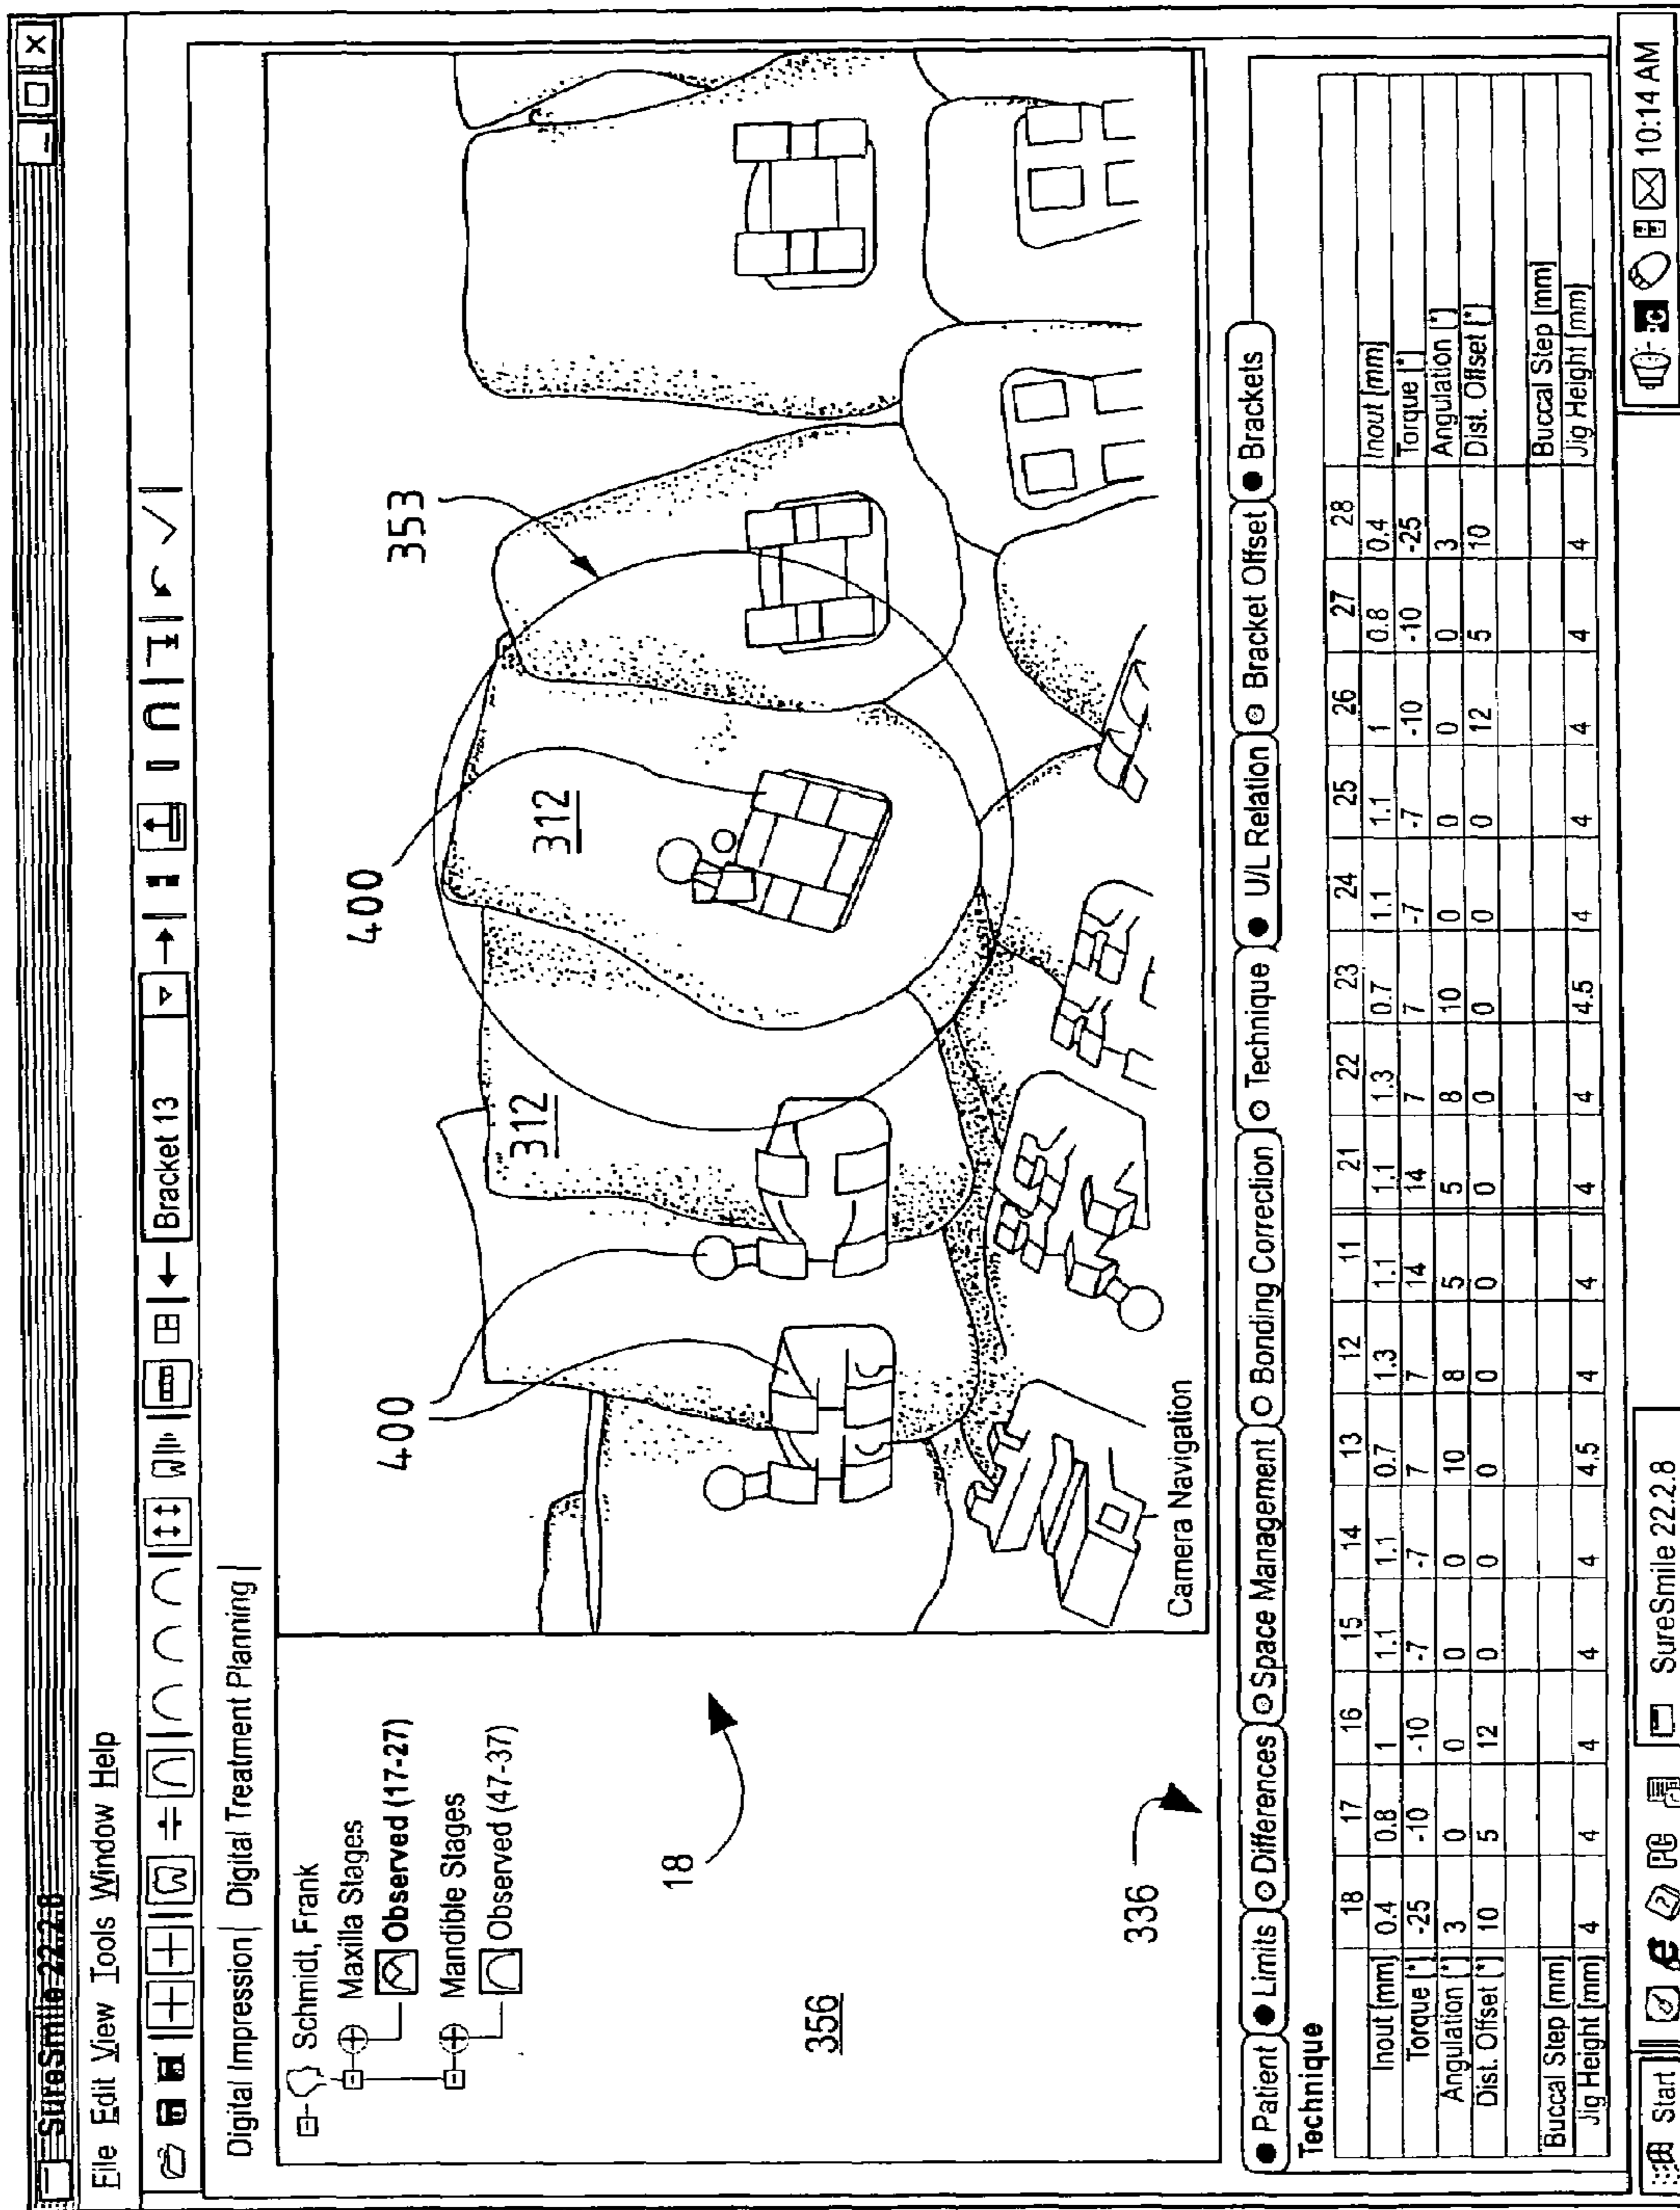 SureSmile 22.2.8
File Edit View Tools Window Help
Bracket 13
Digital Impression | Digital Treatment Planning |
Schmidt, Frank
Maxilla Stages
Observed (17-27)
Mandible Stages
Observed (47-37)
18
356
336
400
312
400
312
353
Camera Navigation
Patient Limits Differences Space Management Bonding Correction Technique U/L Relation Bracket Offset Brackets
Technique
18 17 16 15 14 13 12 11 21 22 23 24 25 26 27 28
Inout [mm] 0.4 0.8 1 1.1 1.1 0.7 1.3 1.1 1.1 1.3 0.7 1.1 1.1 1 0.8 0.4 Inout [mm]
Torque [*] -25 -10 -10 -7 -7 7 7 14 14 7 7 -7 -7 -10 -10 -25 Torque [*]
Angulation [*] 3 0 0 0 0 10 8 5 5 8 10 0 0 0 0 3 Angulation [*]
Dist. Offset [*] 10 5 12 0 0 0 0 0 0 0 0 0 0 12 5 10 Dist. Offset [*]
Buccal Step [mm] Buccal Step [mm]
Jig Height [mm] 4 4 4 4 4 4.5 4 4 4 4 4.5 4 4 4 4 4 Jig Height [mm]
Start PG SureSmile 22.2.8 10:14 AM